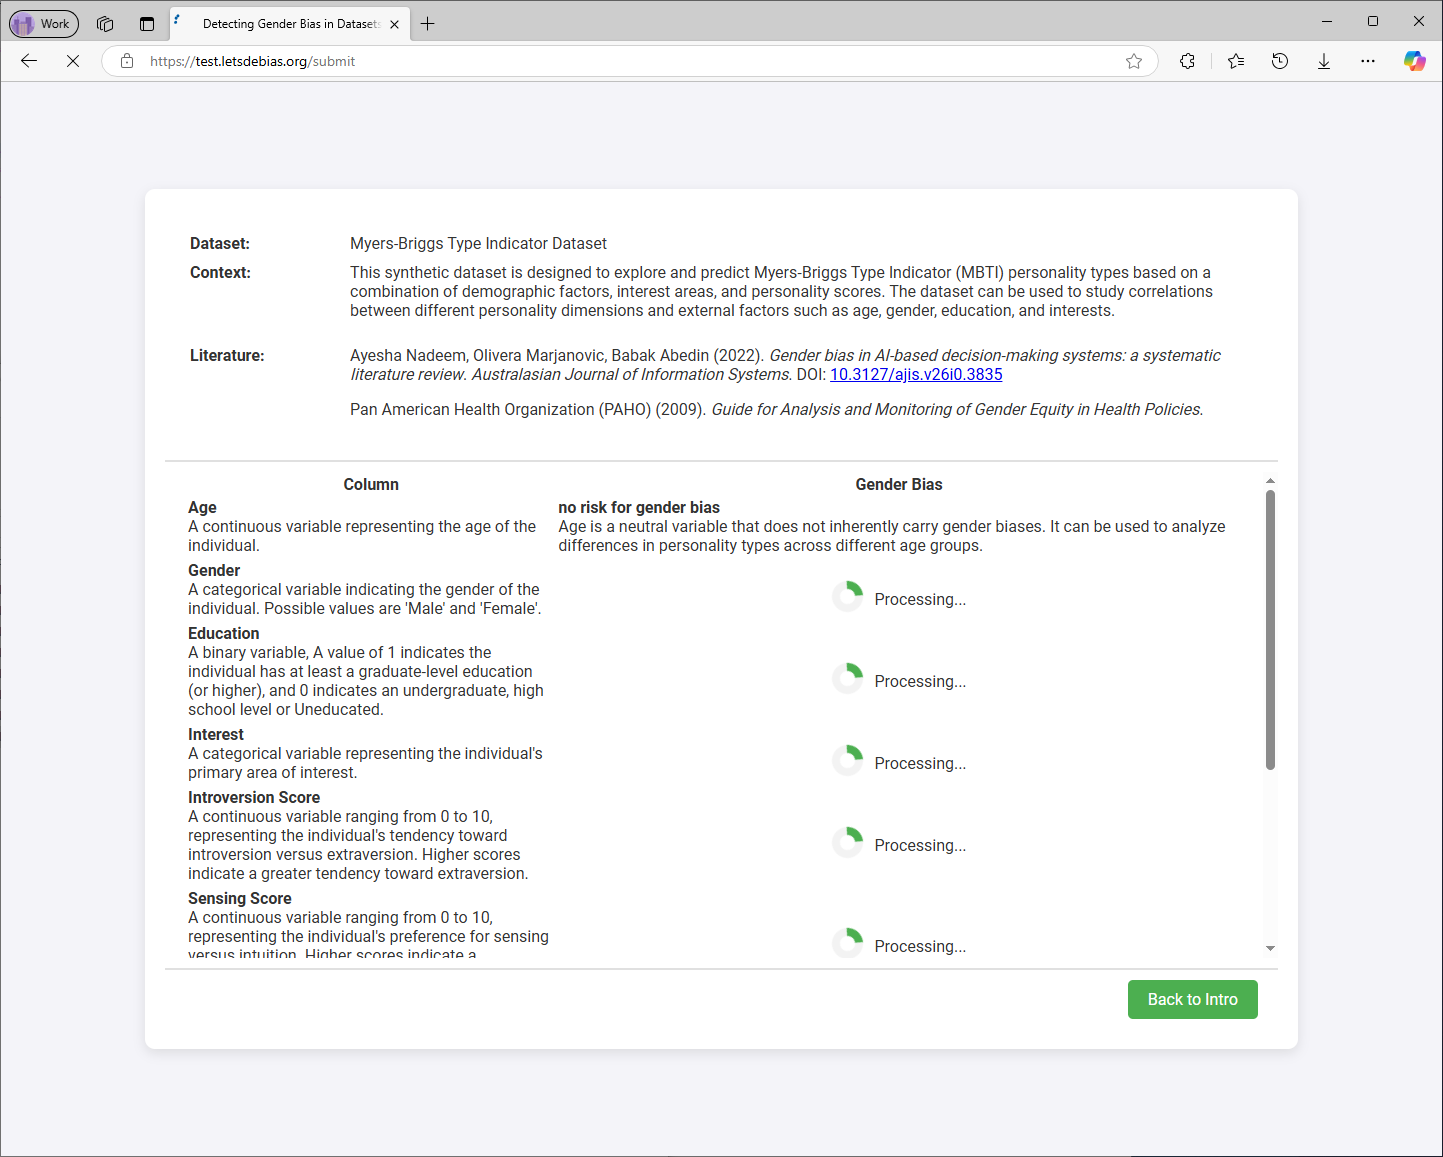 Work
Detecting Gender Bias in Datasets
https://test.letsdebias.org/submit
Dataset: Myers-Briggs Type Indicator Dataset
Context: This synthetic dataset is designed to explore and predict Myers-Briggs Type Indicator (MBTI) personality types based on a
combination of demographic factors, interest areas, and personality scores. The dataset can be used to study correlations
between different personality dimensions and external factors such as age, gender, education, and interests.
Literature: Ayesha Nadeem, Olivera Marjanovic, Babak Abedin (2022). Gender bias in AI-based decision-making systems: a systematic
literature review. Australasian Journal of Information Systems. DOI: 10.3127/ajis.v26i0.3835
Pan American Health Organization (PAHO) (2009). Guide for Analysis and Monitoring of Gender Equity in Health Policies.
Column Gender Bias
Age
A continuous variable representing the age of the
individual.
no risk for gender bias
Age is a neutral variable that does not inherently carry gender biases. It can be used to analyze
differences in personality types across different age groups.
Gender
A categorical variable indicating the gender of the
individual. Possible values are 'Male' and 'Female'.
Processing...
Education
A binary variable, A value of 1 indicates the
individual has at least a graduate-level education
(or higher), and 0 indicates an undergraduate, high
school level or Uneducated.
Processing...
Interest
A categorical variable representing the individual's
primary area of interest.
Processing...
Introversion Score
A continuous variable ranging from 0 to 10,
representing the individual's tendency toward
introversion versus extraversion. Higher scores
indicate a greater tendency toward extraversion.
Processing...
Sensing Score
A continuous variable ranging from 0 to 10,
representing the individual's preference for sensing
versus intuition. Higher scores indicate a
Processing...
Back to Intro